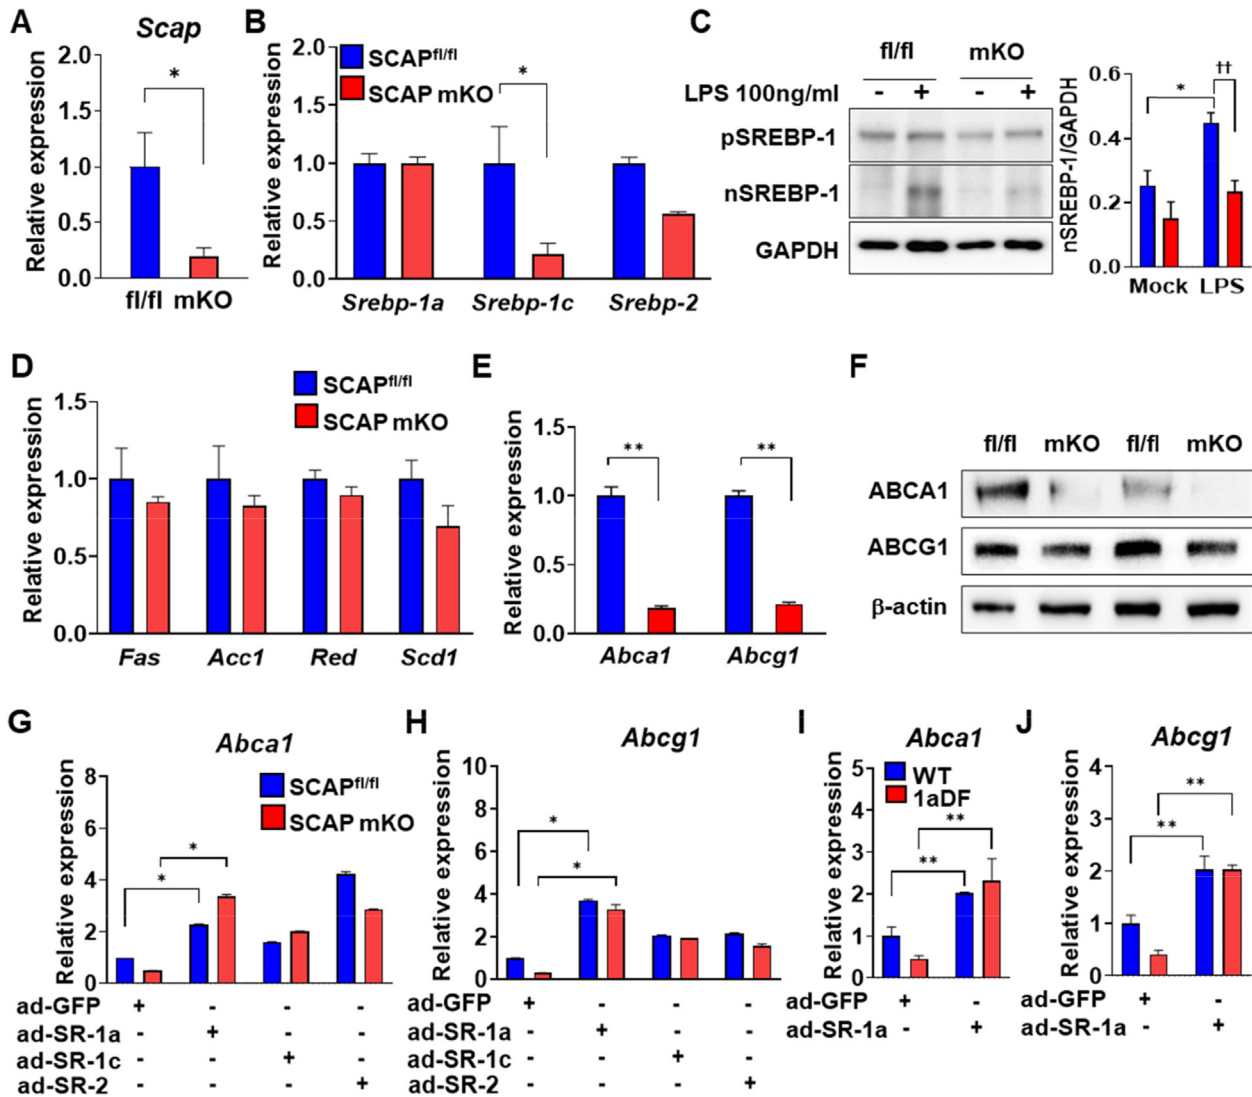 A
Scap
Relative expression
2.0
1.5
1.0
0.5
0.0
*
fl/fl mKO
B
SCAPfl/fl
SCAP mKO
Relative expression
2.0
1.5
1.0
0.5
0.0
*
Srebp-1a Srebp-1c Srebp-2
C
fl/fl mKO
LPS 100ng/ml - + - +
pSREBP-1
nSREBP-1
GAPDH
nSREBP-1/GAPDH
0.6
0.4
0.2
0.0
* ††
Mock LPS
D
SCAPfl/fl
SCAP mKO
Relative expression
1.5
1.0
0.5
0.0
Fas Acc1 Red Scd1
E
Relative expression
1.5
1.0
0.5
0.0
** **
Abca1 Abcg1
F
fl/fl mKO fl/fl mKO
ABCA1
ABCG1
β-actin
G
Abca1
SCAPfl/fl
SCAP mKO
Relative expression
8
6
4
2
0
*
*
ad-GFP + - - -
ad-SR-1a - + - -
ad-SR-1c - - + -
ad-SR-2 - - - +
H
Abcg1
Relative expression
10
8
6
4
2
0
*
*
ad-GFP + - - -
ad-SR-1a - + - -
ad-SR-1c - - + -
ad-SR-2 - - - +
I
Abca1
WT
1aDF
Relative expression
5
4
3
2
1
0
**
**
ad-GFP + -
ad-SR-1a - +
J
Abcg1
Relative expression
4
3
2
1
0
**
**
ad-GFP + -
ad-SR-1a - +